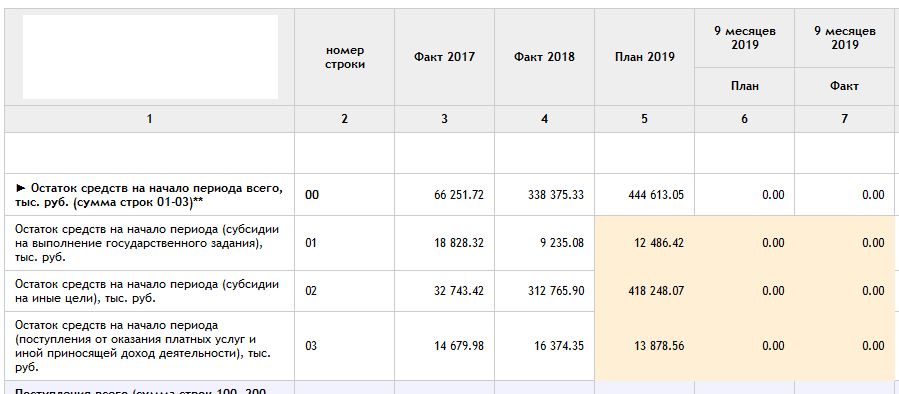 номер
строки
Факт 2017
Факт 2018
План 2019
9 месяцев
2019
9 месяцев
2019
План
Факт
1 2 3 4 5 6 7
► Остаток средств на начало периода всего,
тыс. руб. (сумма строк 01-03)**
00 66 251.72 338 375.33 444 613.05 0.00 0.00
Остаток средств на начало периода (субсидии
на выполнение государственного задания),
тыс. руб.
01 18 828.32 9 235.08 12 486.42 0.00 0.00
Остаток средств на начало периода (субсидии
на иные цели), тыс. руб.
02 32 743.42 312 765.90 418 248.07 0.00 0.00
Остаток средств на начало периода
(поступления от оказания платных услуг и
иной приносящей доход деятельности), тыс.
руб.
03 14 679.98 16 374.35 13 878.56 0.00 0.00
Поступления всего (сумма строк 100, 200,